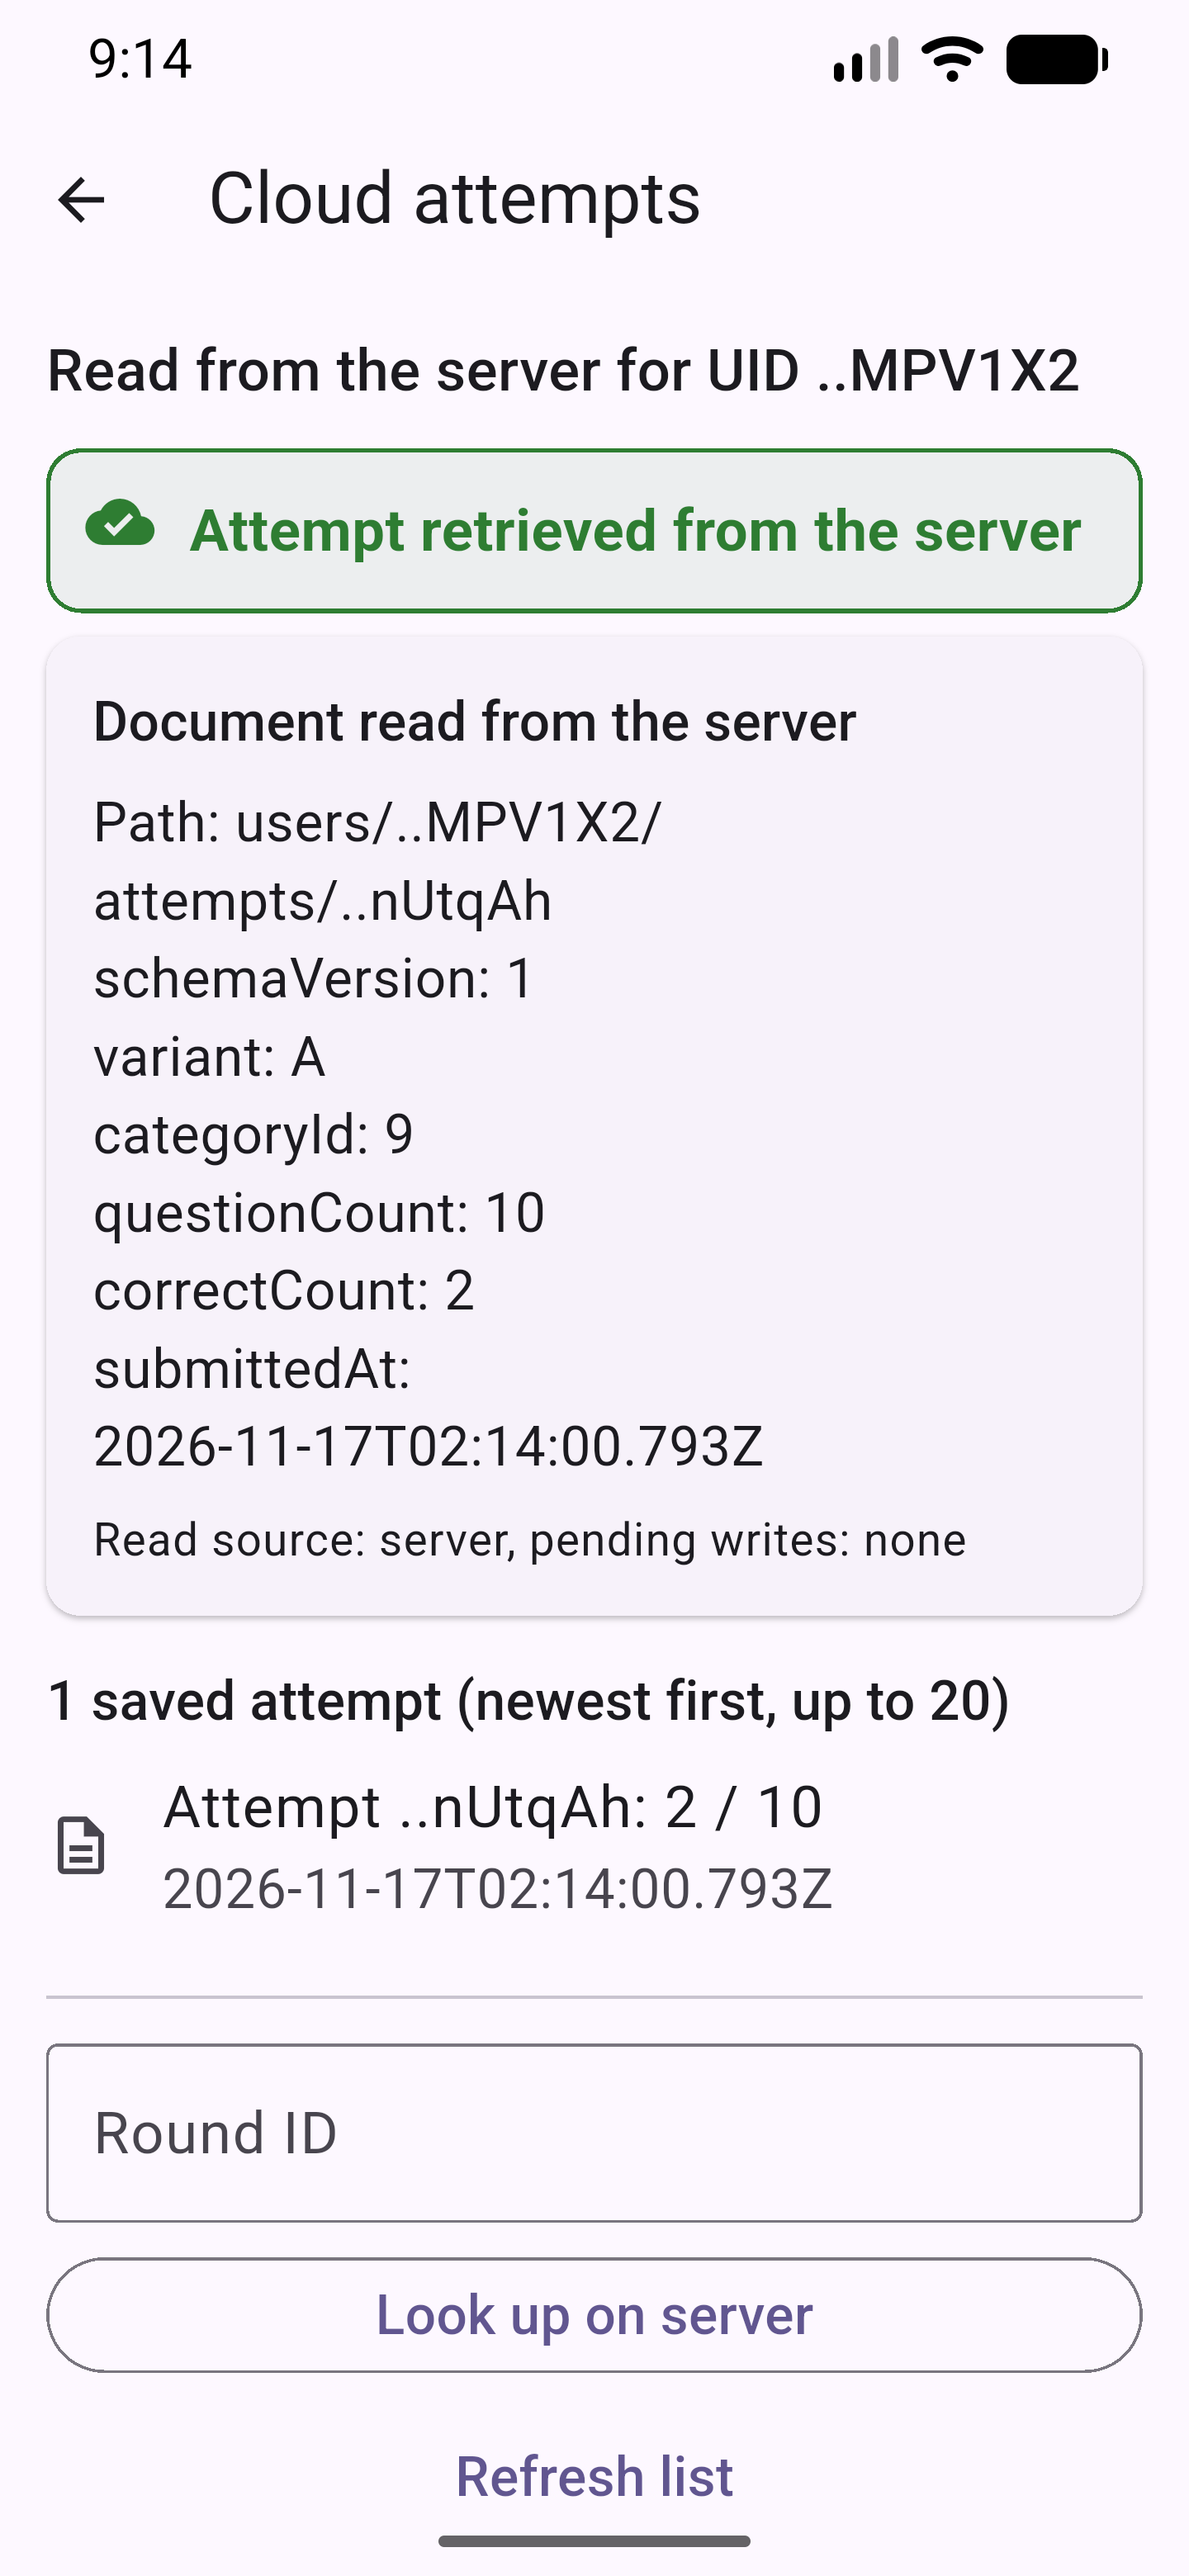 9:14
Cloud attempts
Read from the server for UID ..MPV1X2
Attempt retrieved from the server
Document read from the server
Path: users/..MPV1X2/
attempts/..nUtqAh
schemaVersion: 1
variant: A
categoryId: 9
questionCount: 10
correctCount: 2
submittedAt:
2026-11-17T02:14:00.793Z
Read source: server, pending writes: none
1 saved attempt (newest first, up to 20)
Attempt ..nUtqAh: 2 / 10
2026-11-17T02:14:00.793Z
Round ID
Look up on server
Refresh list